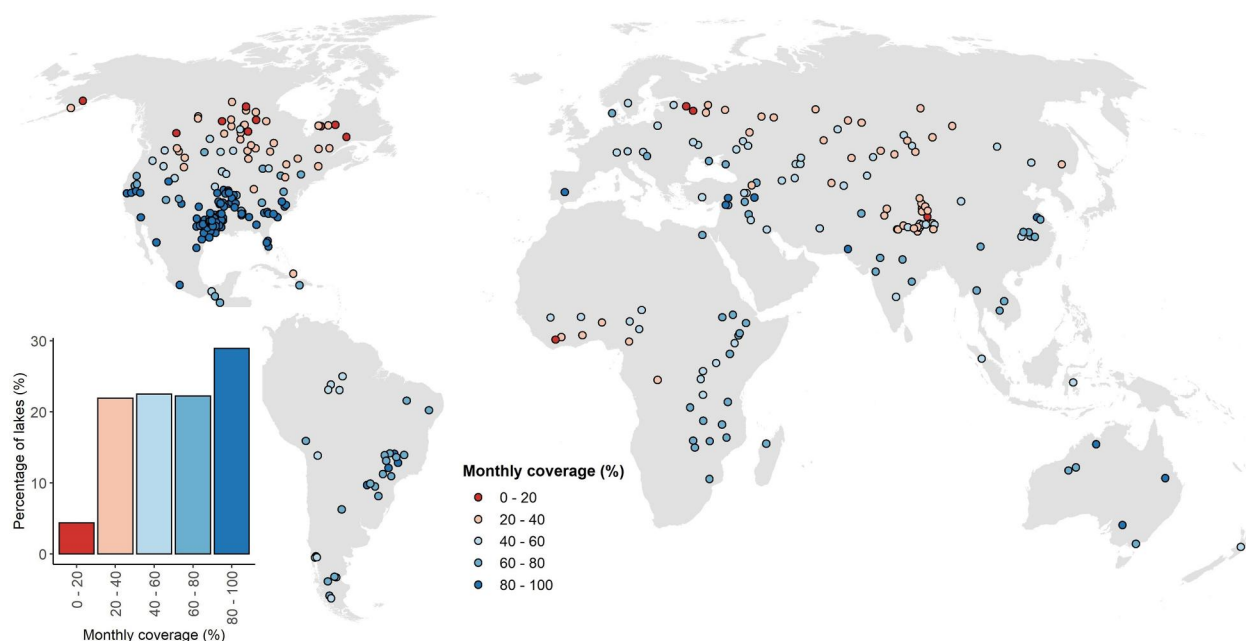 30
20
10
0
Percentage of lakes (%)
0 - 20
20 - 40
40 - 60
60 - 80
80 - 100
Monthly coverage (%)
Monthly coverage (%)
0 - 20
20 - 40
40 - 60
60 - 80
80 - 100